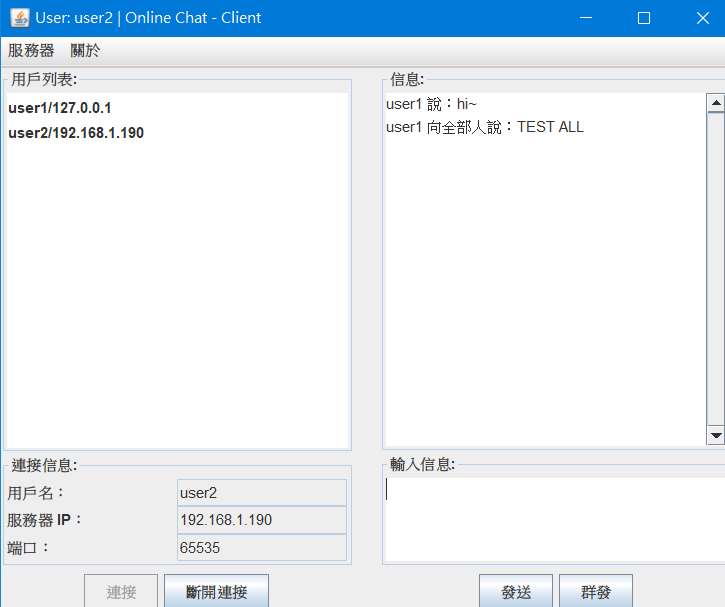 User: user2 | Online Chat - Client
服務器 關於
用戶列表:
user1/127.0.0.1
user2/192.168.1.190
信息:
user1 說：hi~
user1 向全部人說：TEST ALL
連接信息:
用戶名：
user2
服務器 IP：
192.168.1.190
端口：
65535
輸入信息:
連接
斷開連接
發送
群發